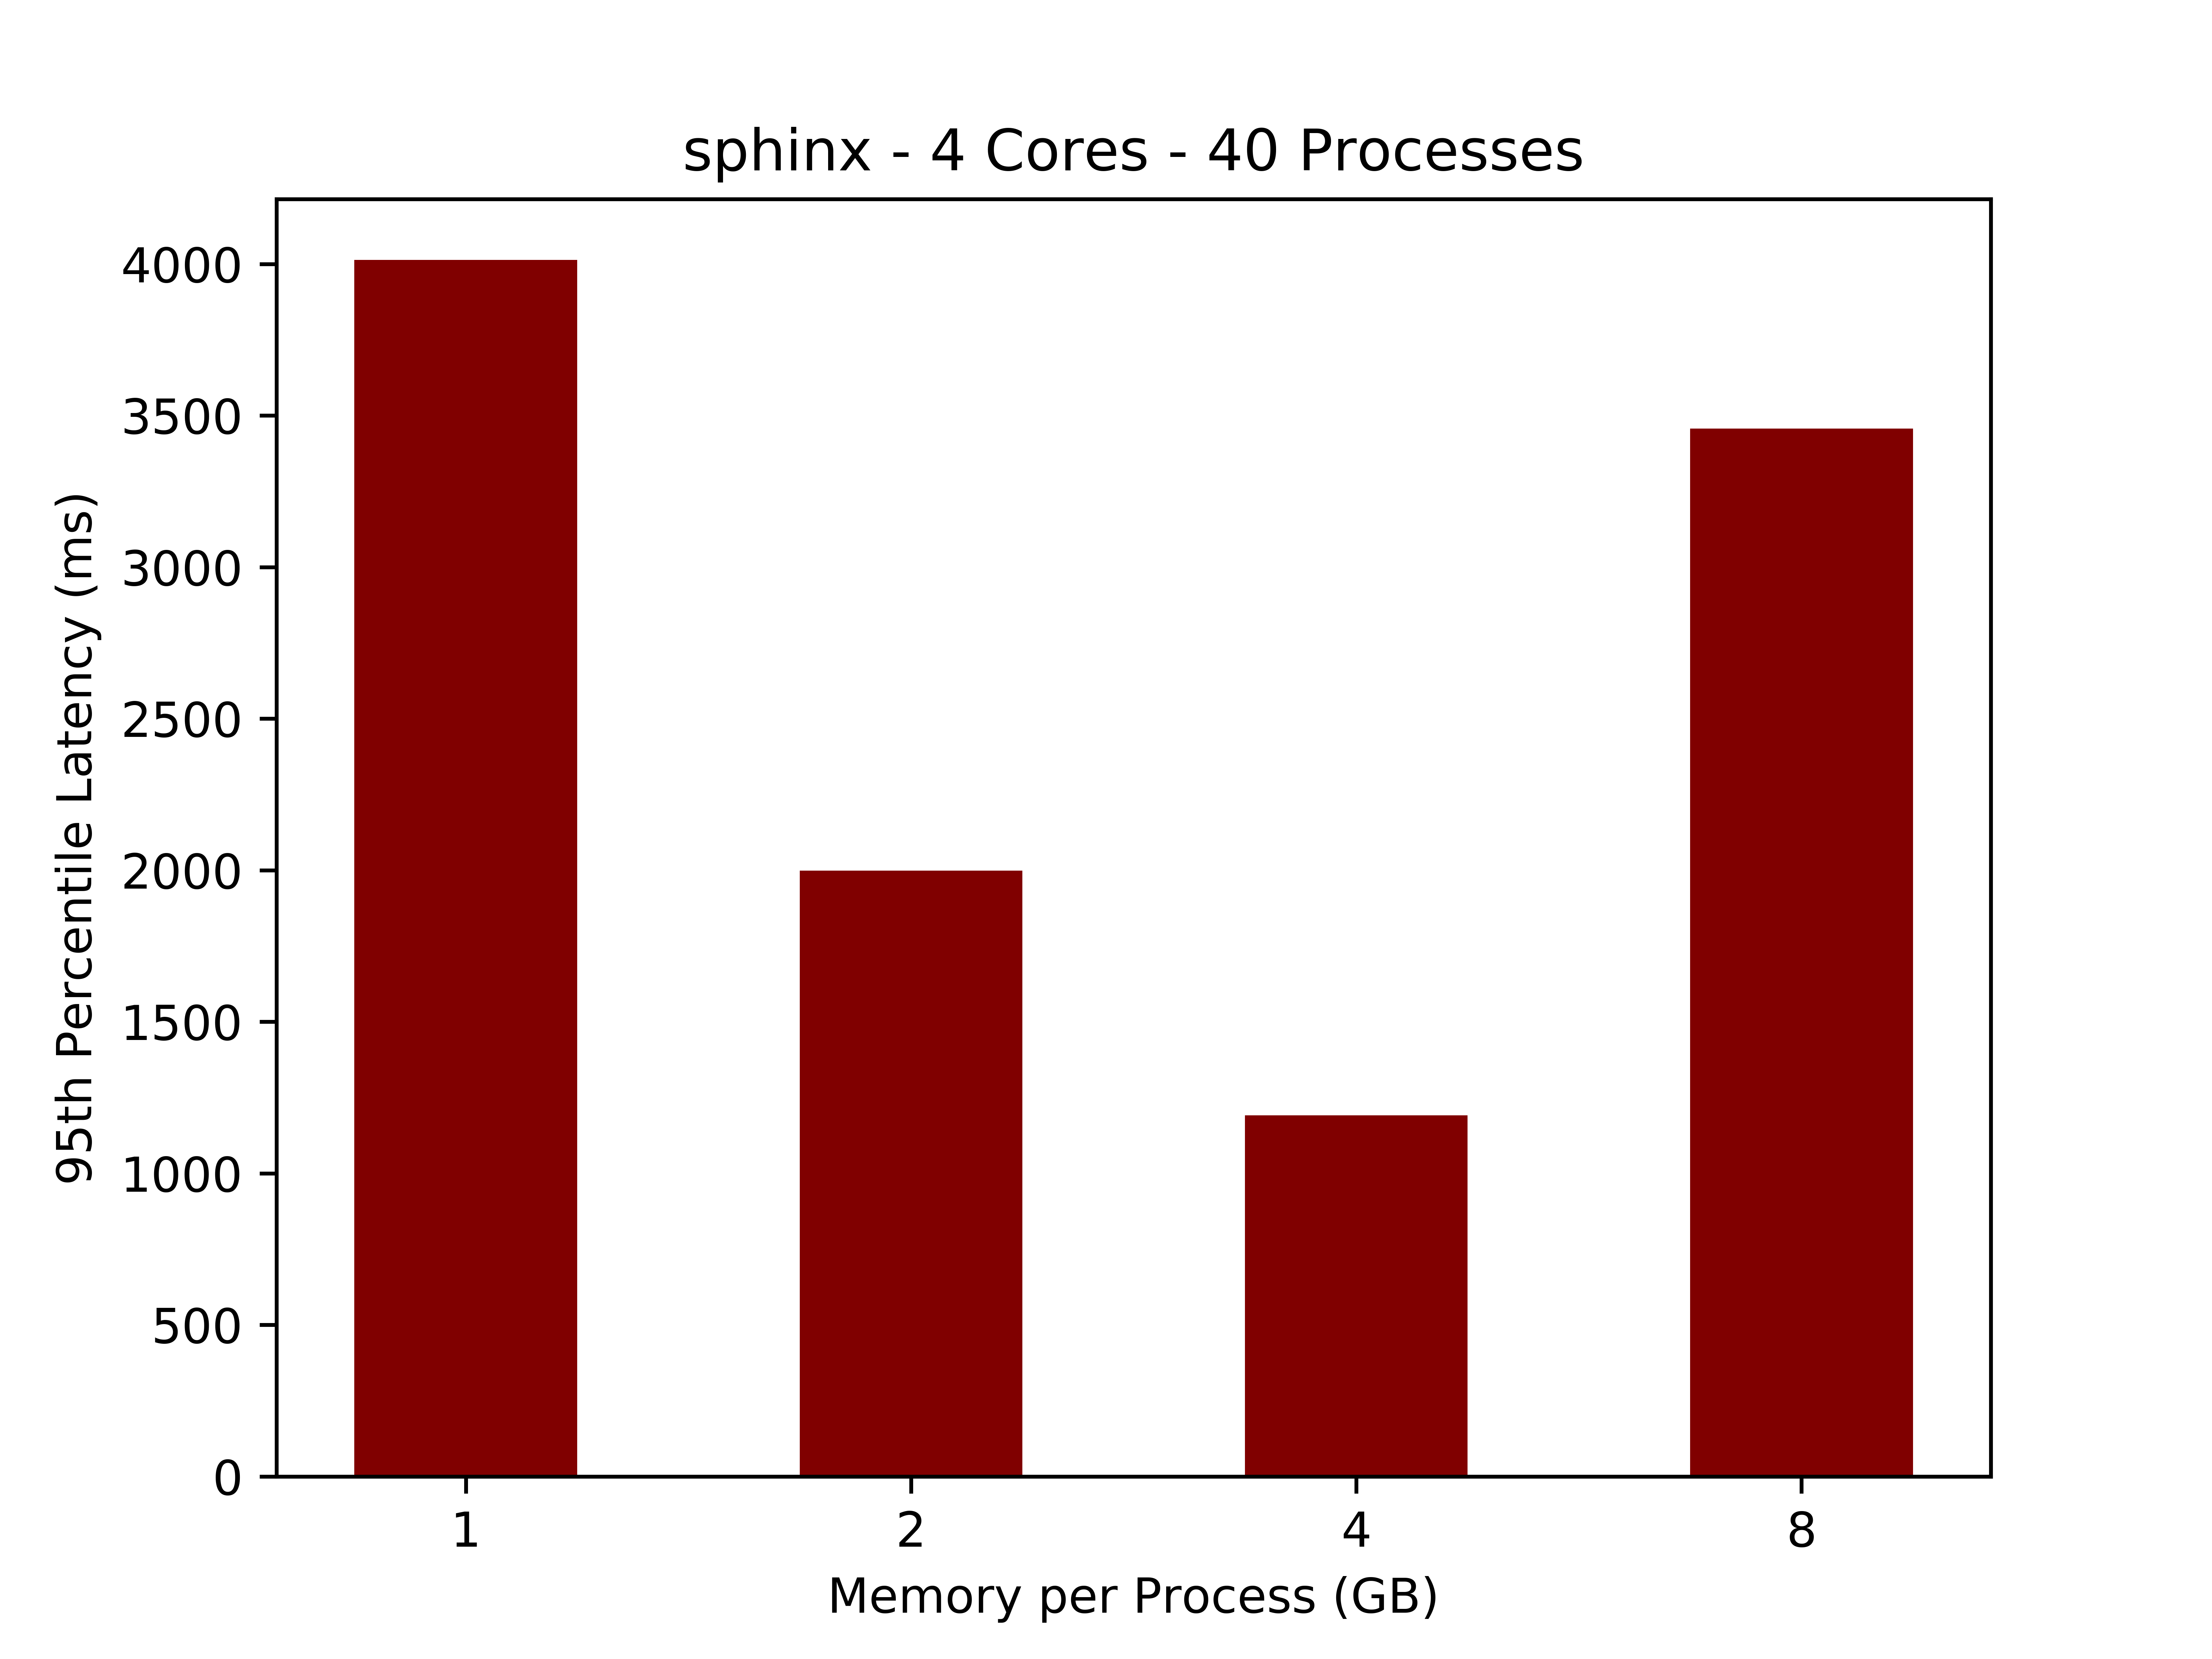 sphinx - 4 Cores - 40 Processes
95th Percentile Latency (ms)
4000
3500
3000
2500
2000
1500
1000
500
0
1 2 4 8
Memory per Process (GB)